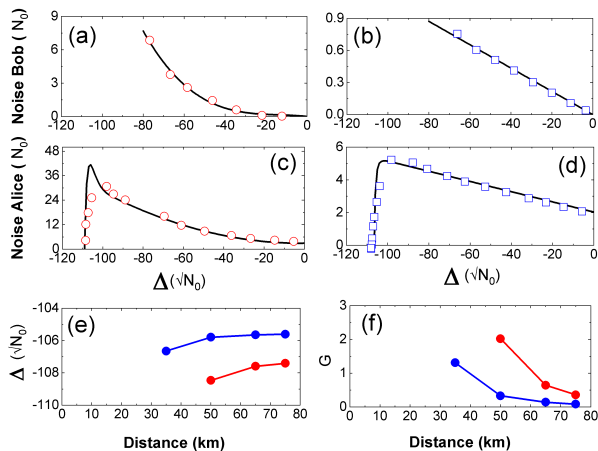 Noise Bob ( N0)
9
6
3
0
(a)
-120 -100 -80 -60 -40 -20 0
0.9
0.6
0.3
0.0
(b)
-120 -100 -80 -60 -40 -20 0
Noise Alice ( N0)
48
36
24
12
0
(c)
-120 -100 -80 -60 -40 -20 0
Δ (√N0)
6
4
2
0
(d)
-120 -100 -80 -60 -40 -20 0
Δ (√N0)
Δ (√N0)
-104
-106
-108
-110
(e)
0 10 20 30 40 50 60 70 80
Distance (km)
G
3
2
1
0
(f)
0 10 20 30 40 50 60 70 80
Distance (km)